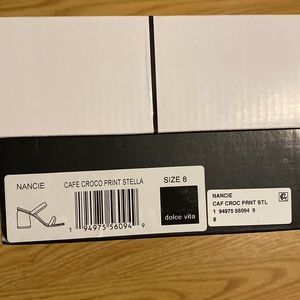 NANCIE
CAFE CROCO PRINT STELLA
SIZE 8
1 94975 56094 9
dolce vita
NANCIE
CAF CROC PRNT STL
1 94975 56094 9
8